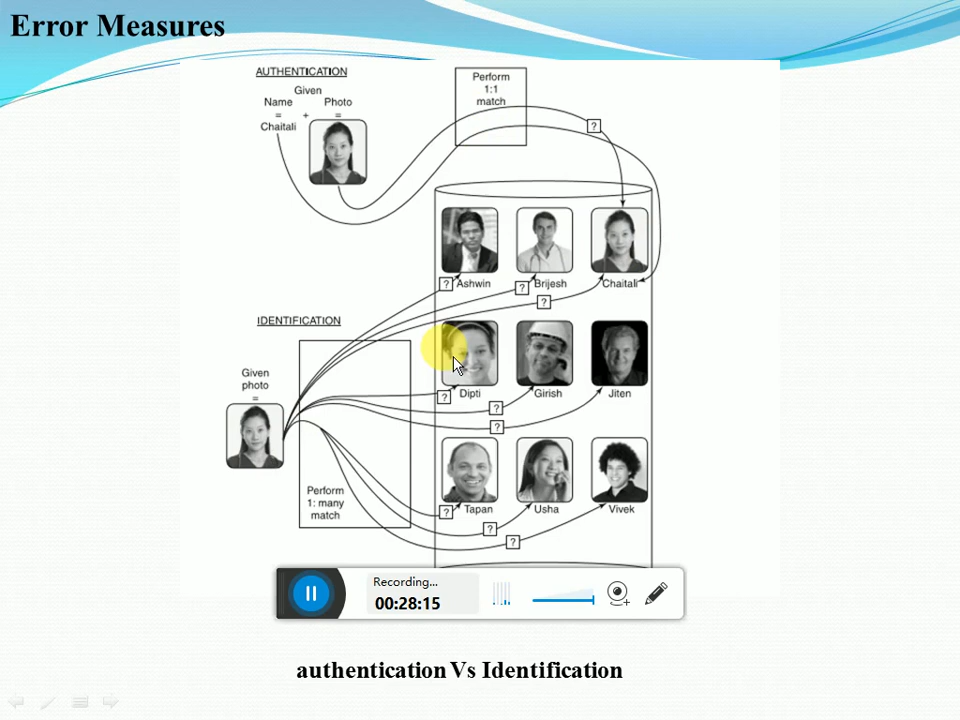 Error Measures
AUTHENTICATION
Given
Name Photo
= + =
Chaitali
Perform
1:1
match
?
Ashwin Brijesh Chaitali
? ? ?
IDENTIFICATION
Given
photo
=
Dipti Girish Jiten
? ? ?
Perform
1: many
match
Tapan Usha Vivek
? ? ?
Recording...
00:28:15
authentication Vs Identification